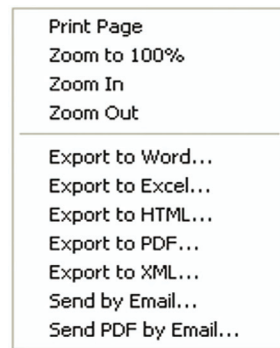 Print Page
Zoom to 100%
Zoom In
Zoom Out
Export to Word...
Export to Excel...
Export to HTML...
Export to PDF...
Export to XML...
Send by Email...
Send PDF by Email...